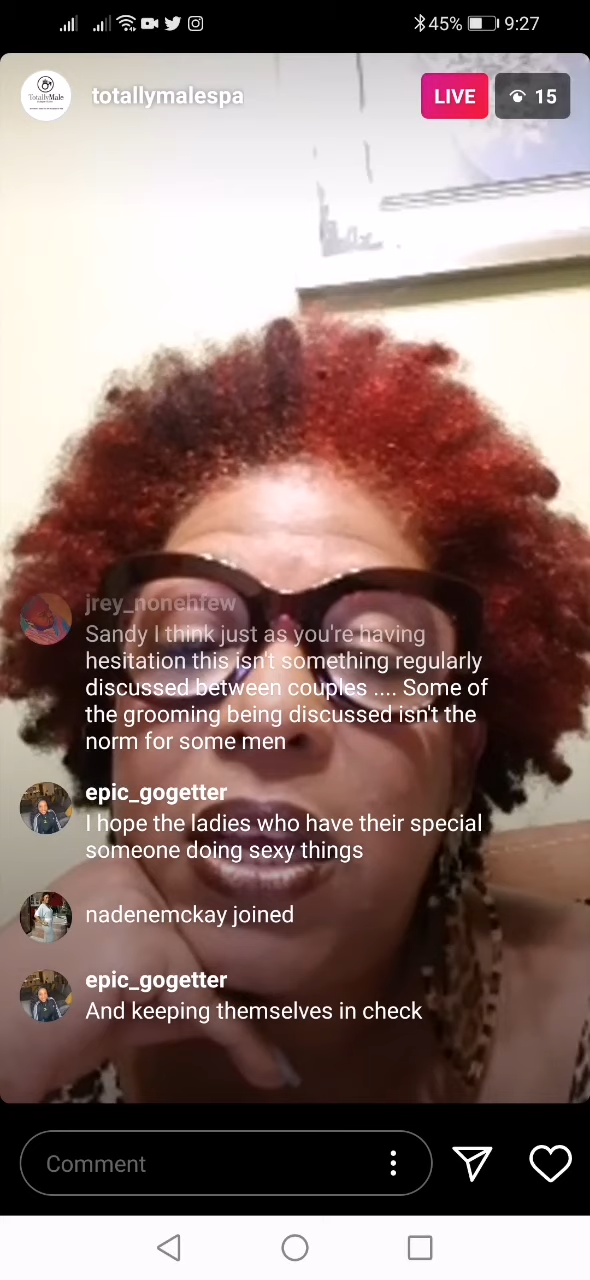 45% 9:27
TotallyMale
totallymalespa
LIVE 15
jrey_nonehfew
Sandy I think just as you're having
hesitation this isn't something regularly
discussed between couples .... Some of
the grooming being discussed isn't the
norm for some men
epic_gogetter
I hope the ladies who have their special
someone doing sexy things
nadenemckay joined
epic_gogetter
And keeping themselves in check
Comment